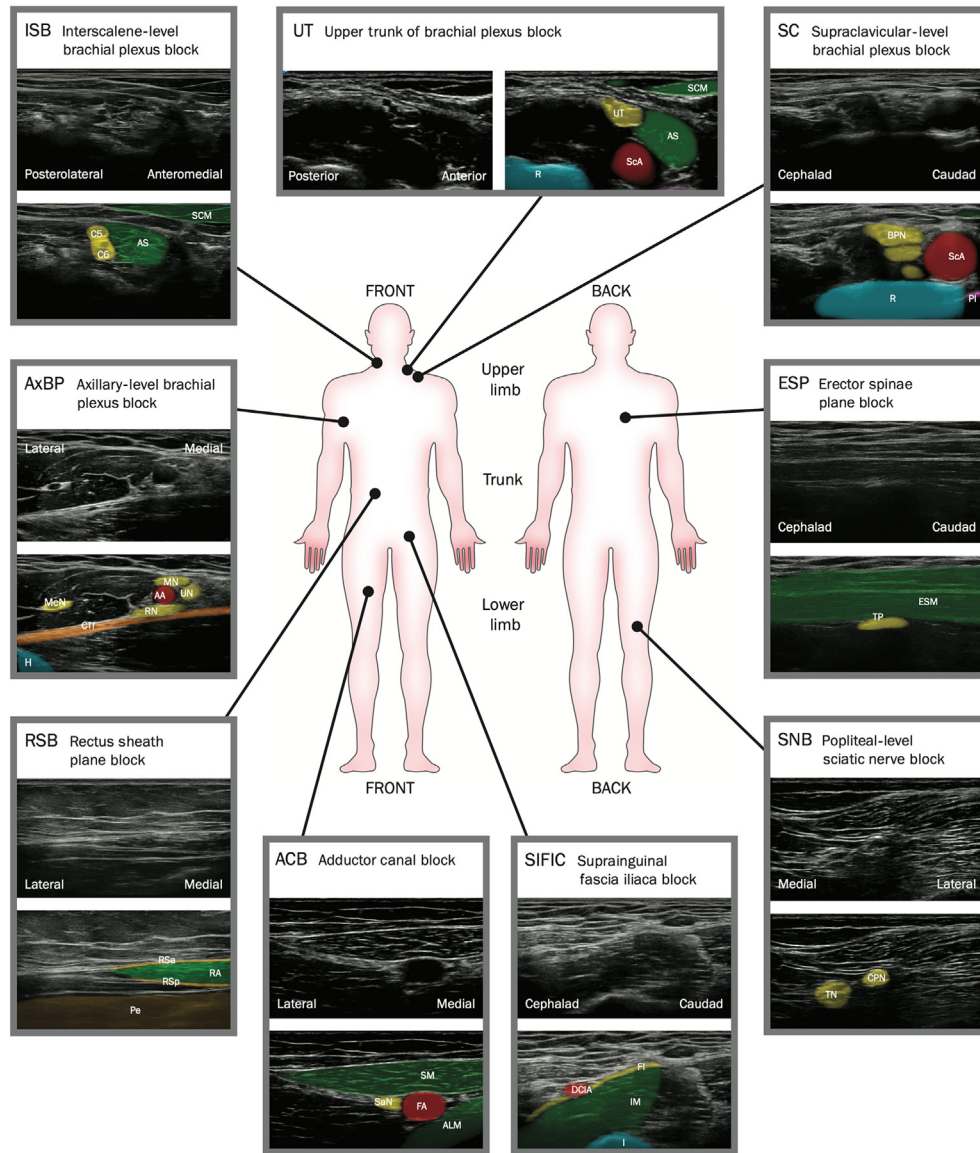 ISB Interscalene-level
brachial plexus block
Posterolateral Anteromedial
SCM
C5
AS
C6
UT Upper trunk of brachial plexus block
Posterior Anterior
SCM
UT
AS
ScA
R
SC Supraclavicular-level
brachial plexus block
Cephalad Caudad
BPN
ScA
R
Pl
FRONT
BACK
Upper
limb
Trunk
Lower
limb
FRONT
BACK
AxBP Axillary-level brachial
plexus block
Lateral Medial
MN
McN AA UN
RN
CTf
H
ESP Erector spinae
plane block
Cephalad Caudad
ESM
TP
RSB Rectus sheath
plane block
Lateral Medial
RSa
RA
RSp
Pe
SNB Popliteal-level
sciatic nerve block
Medial Lateral
CPN
TN
ACB Adductor canal block
Lateral Medial
SM
SaN
FA
ALM
SIFIC Suprainguinal
fascia iliaca block
Cephalad Caudad
FI
DCIA
IM
I